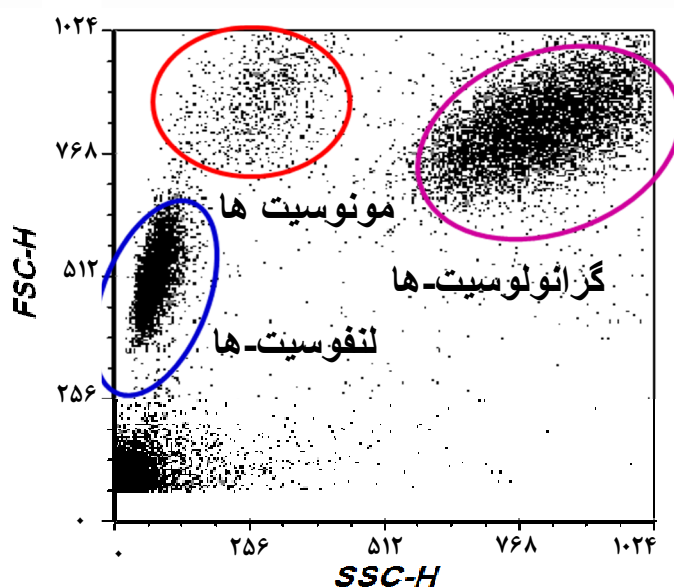 ۱۰۲۴
۷۶۸
مونوسیت ها
۵۱۲
گرانولوسیت-ها
لنفوسیت-ها
۲۵۶
۰
FSC-H
۰
۲۵۶
۵۱۲
۷۶۸
۱۰۲۴
SSC-H